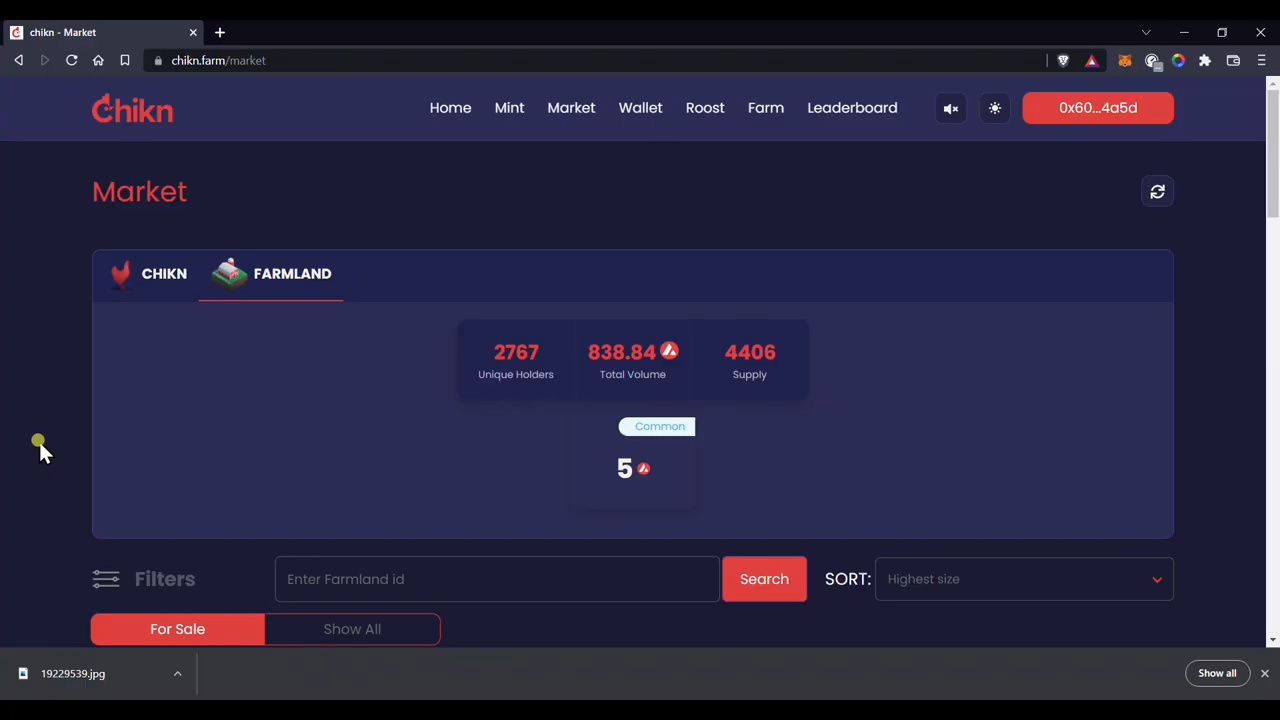 chikn - Market
chikn.farm/market
Chikn
Home Mint Market Wallet Roost Farm Leaderboard 0x60...4a5d
Market
CHIKN FARMLAND
2767 838.84 4406
Unique Holders Total Volume Supply
Common
5
Filters Enter Farmland id Search SORT: Highest size
For Sale Show All
19229539.jpg Show all